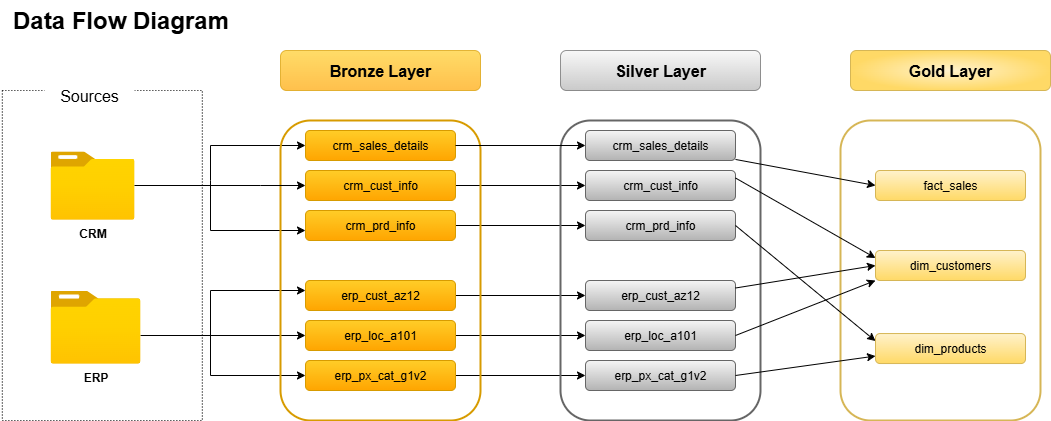 Data Flow Diagram
Bronze Layer
Silver Layer
Gold Layer
Sources
CRM
ERP
crm_sales_details
crm_cust_info
crm_prd_info
erp_cust_az12
erp_loc_a101
erp_px_cat_g1v2
crm_sales_details
crm_cust_info
crm_prd_info
erp_cust_az12
erp_loc_a101
erp_px_cat_g1v2
fact_sales
dim_customers
dim_products